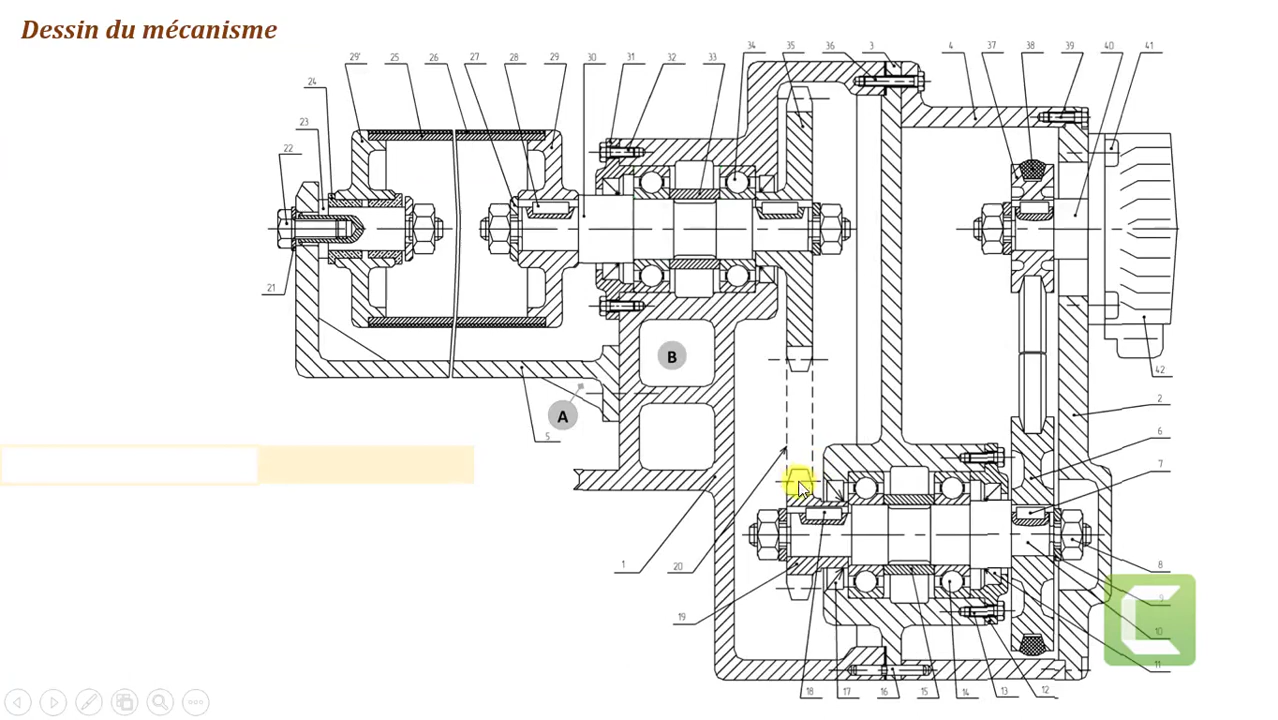 Dessin du mécanisme
34 35 36 3 4 37 38 39 40 41
29' 25 26 27 28 29 30 31 32 33
24
23
22
21
B
42
A
2
5
6
7
1 20 8
9
19
10
11
18 17 16 15 14 13 12